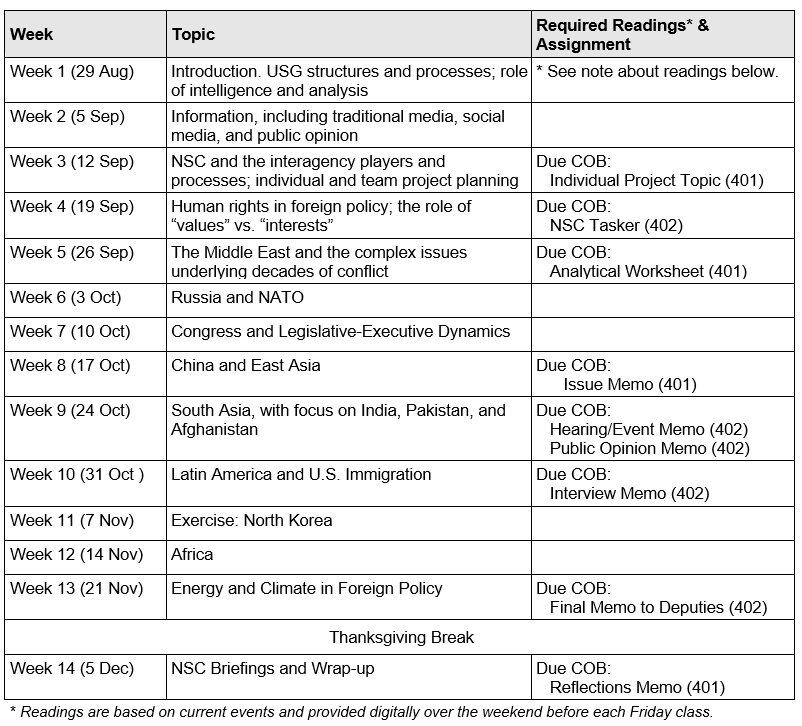 Week Topic Required Readings* &
Assignment
Week 1 (29 Aug) Introduction. USG structures and processes; role * See note about readings below.
of intelligence and analysis
Week 2 (5 Sep) Information, including traditional media, social
media, and public opinion
Week 3 (12 Sep) NSC and the interagency players and Due COB:
processes; individual and team project planning Individual Project Topic (401)
Week 4 (19 Sep) Human rights in foreign policy; the role of Due COB:
“values” vs. “interests” NSC Tasker (402)
Week 5 (26 Sep) The Middle East and the complex issues Due COB:
underlying decades of conflict Analytical Worksheet (401)
Week 6 (3 Oct) Russia and NATO
Week 7 (10 Oct) Congress and Legislative-Executive Dynamics
Week 8 (17 Oct) China and East Asia Due COB:
Issue Memo (401)
Week 9 (24 Oct) South Asia, with focus on India, Pakistan, and Due COB:
Afghanistan Hearing/Event Memo (402)
Public Opinion Memo (402)
Week 10 (31 Oct ) Latin America and U.S. Immigration Due COB:
Interview Memo (402)
Week 11 (7 Nov) Exercise: North Korea
Week 12 (14 Nov) Africa
Week 13 (21 Nov) Energy and Climate in Foreign Policy Due COB:
Final Memo to Deputies (402)
Thanksgiving Break
Week 14 (5 Dec) NSC Briefings and Wrap-up Due COB:
Reflections Memo (401)
* Readings are based on current events and provided digitally over the weekend before each Friday class.